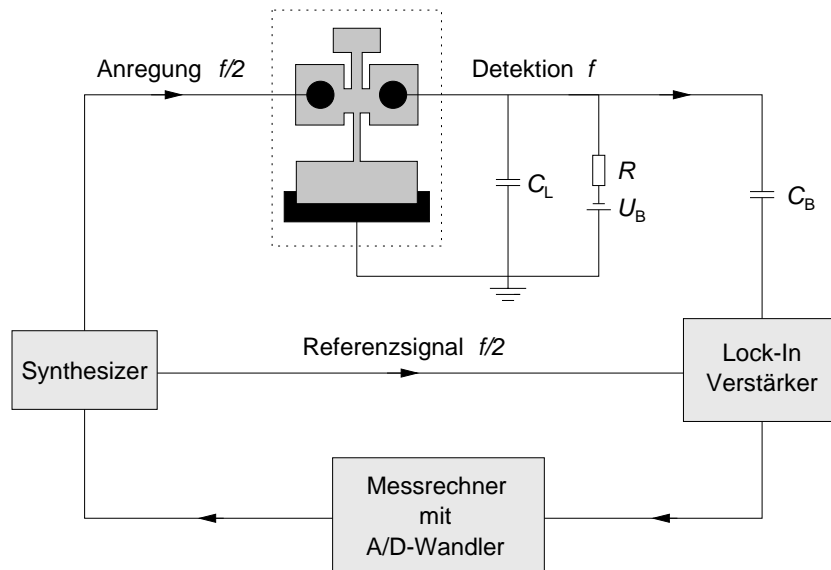 Anregung f/2
Detektion f
C_L
R
U_B
C_B
Synthesizer
Referenzsignal f/2
Lock-In
Verstärker
Messrechner
mit
A/D-Wandler